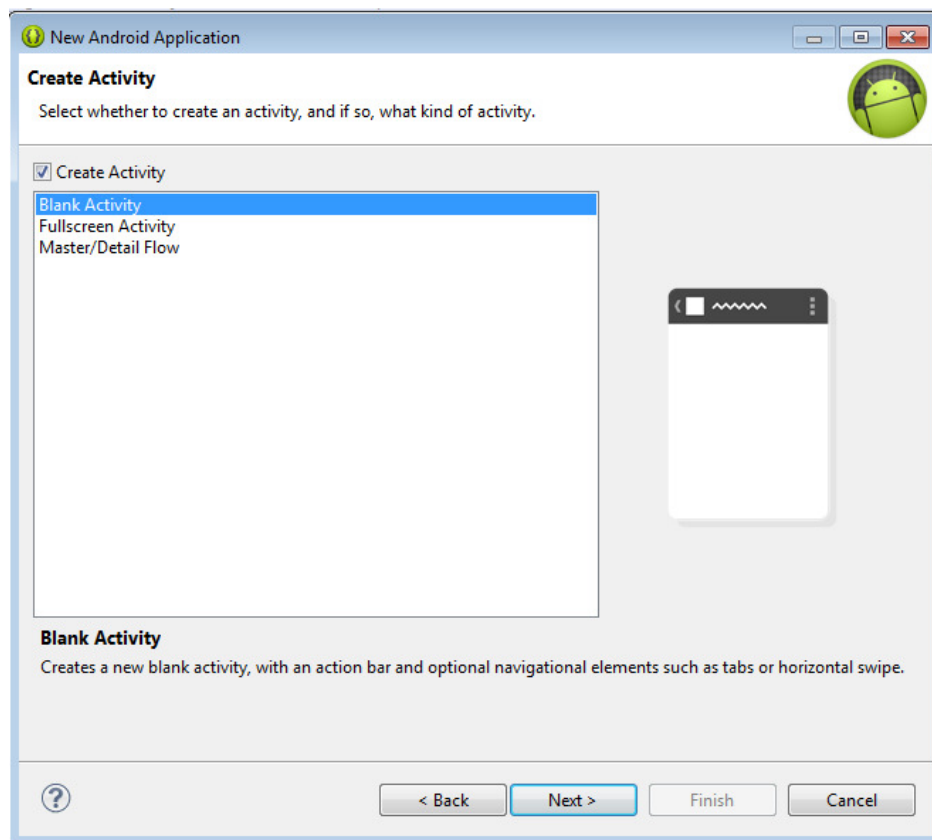 New Android Application
Create Activity
Select whether to create an activity, and if so, what kind of activity.
Create Activity
Blank Activity
Fullscreen Activity
Master/Detail Flow
Blank Activity
Creates a new blank activity, with an action bar and optional navigational elements such as tabs or horizontal swipe.
< Back Next > Finish Cancel